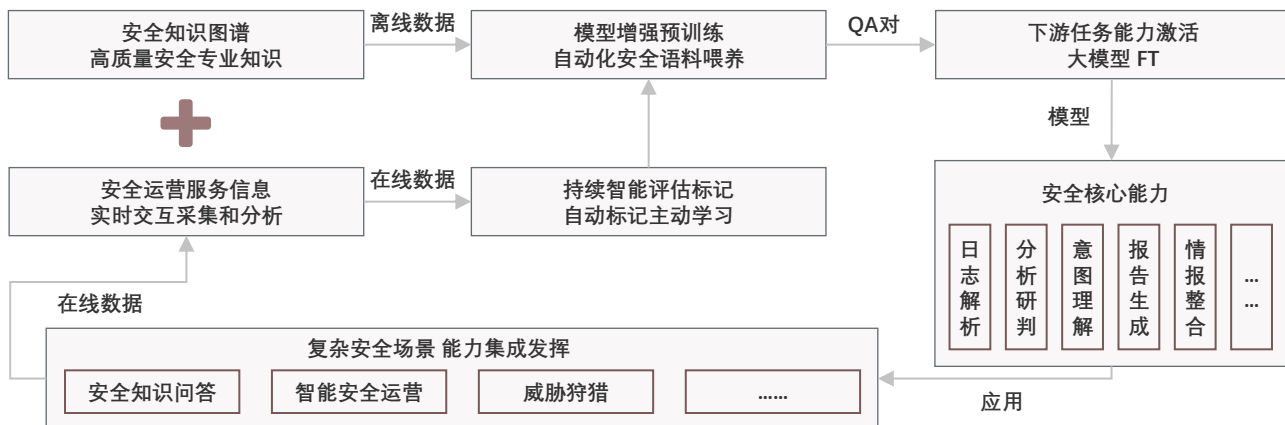 安全知识图谱
高质量安全专业知识
离线数据
模型增强预训练
自动化安全语料喂养
QA对
下游任务能力激活
大模型 FT
模型
安全运营服务信息
实时交互采集和分析
在线数据
持续智能评估标记
自动标记主动学习
安全核心能力
日志解析
分析研判
意图理解
报告生成
情报整合
......
在线数据
复杂安全场景 能力集成发挥
安全知识问答
智能安全运营
威胁狩猎
......
应用